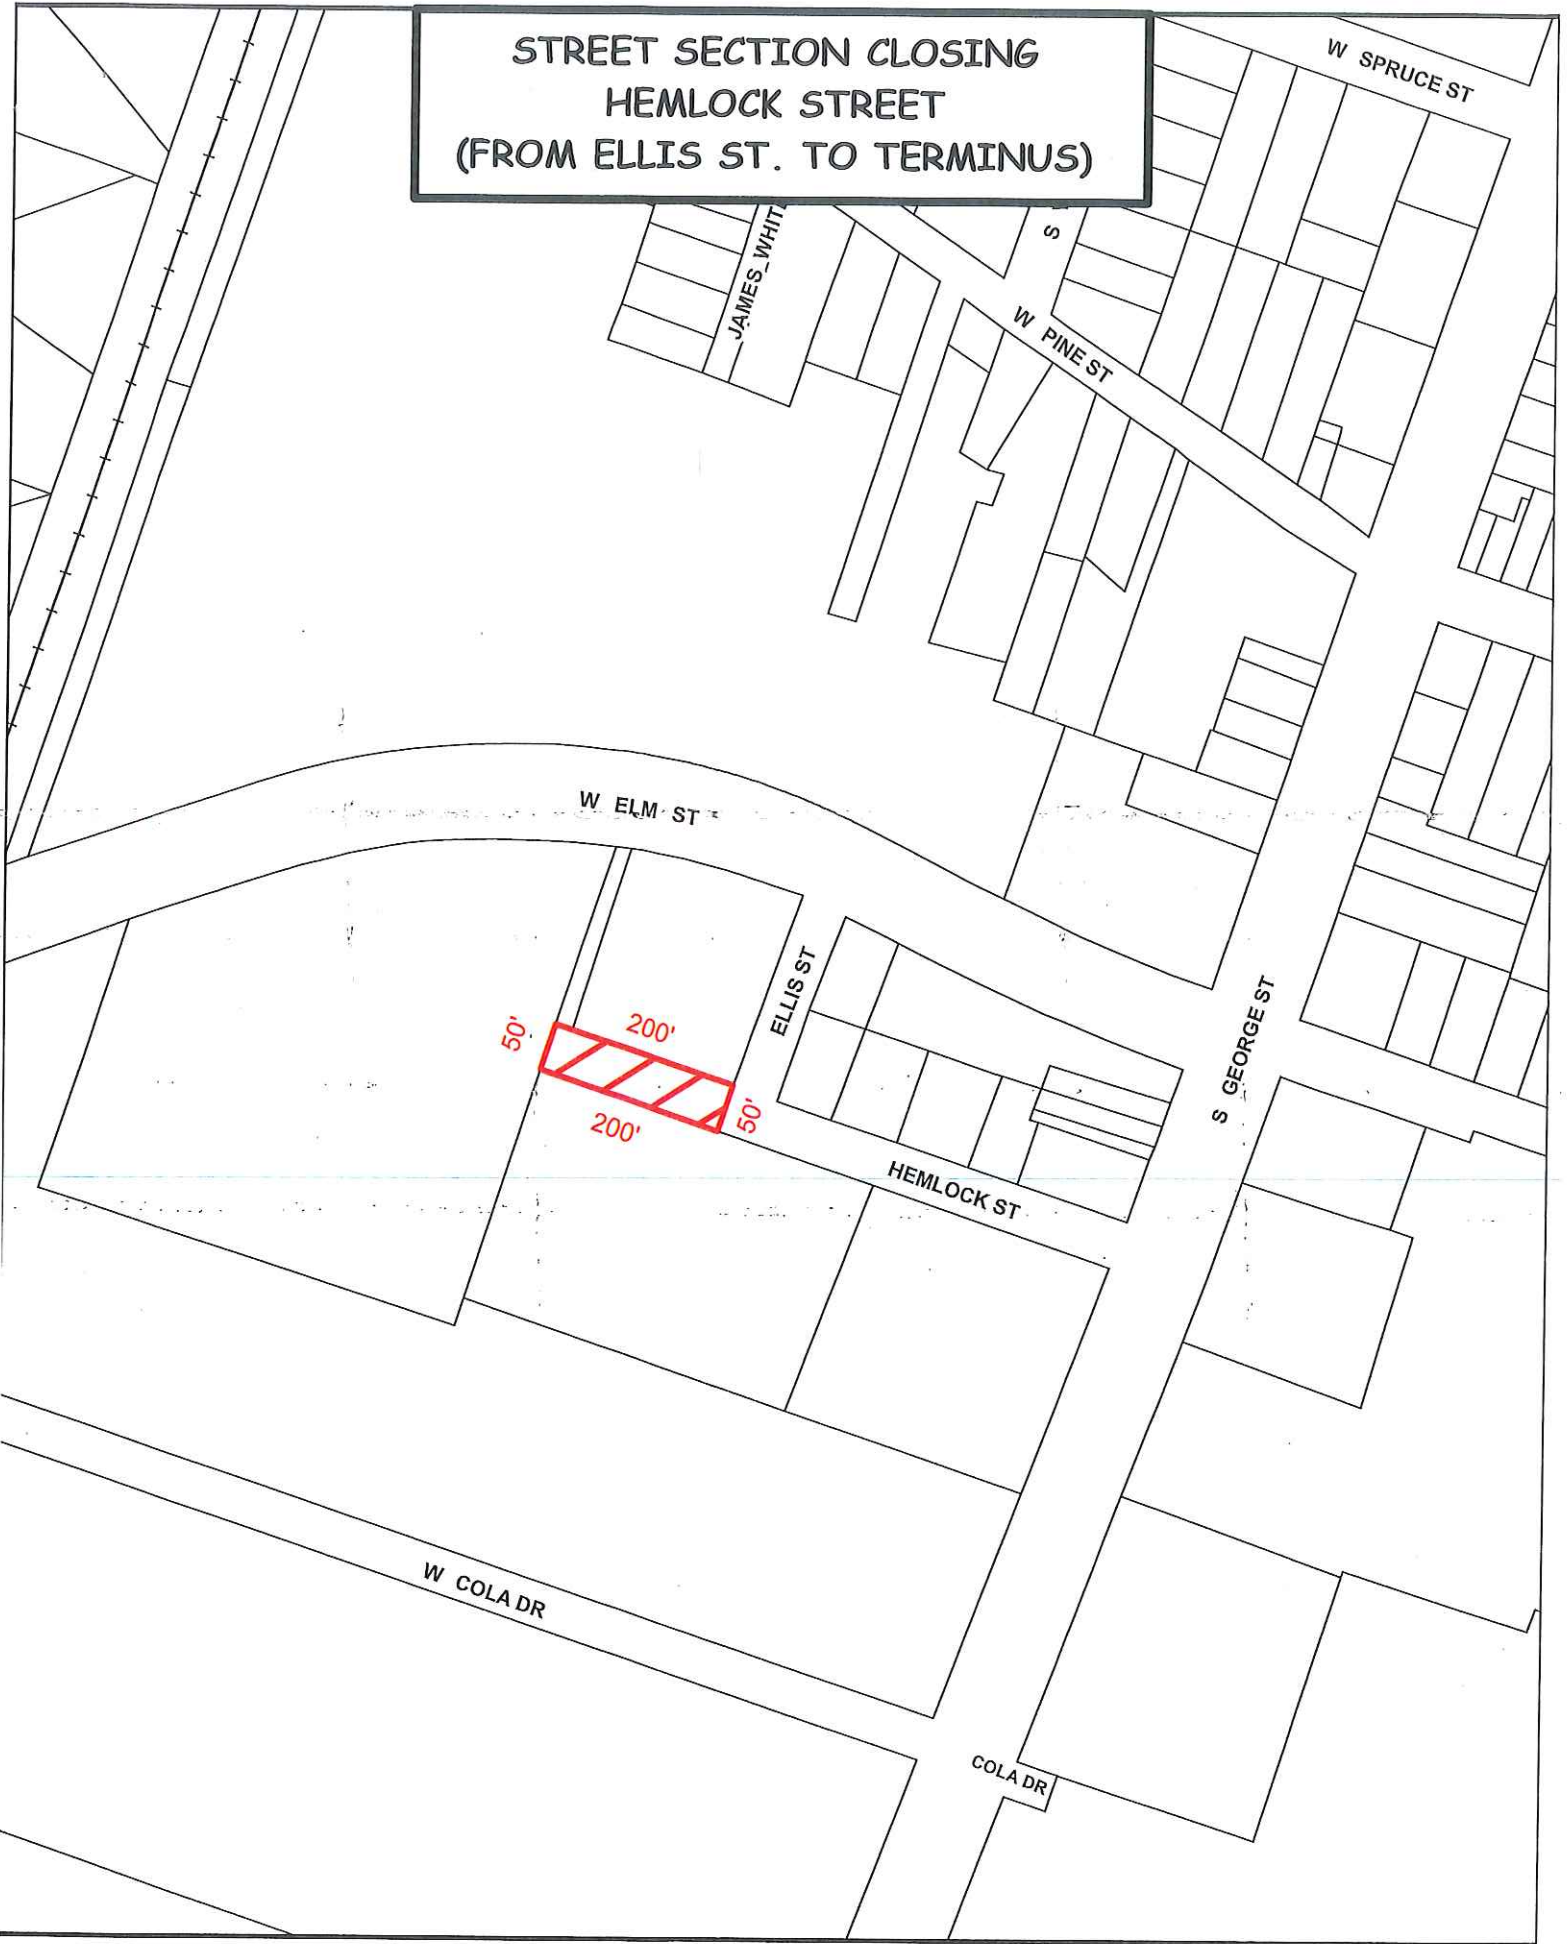 STREET SECTION CLOSING
HEMLOCK STREET
(FROM ELLIS ST. TO TERMINUS)
W SPRUCE ST
S
W PINE ST
W ELM ST
ELLIS ST
S GEORGE ST
50'
200'
200'
50'
HEMLOCK ST
W COLA DR
COLA DR